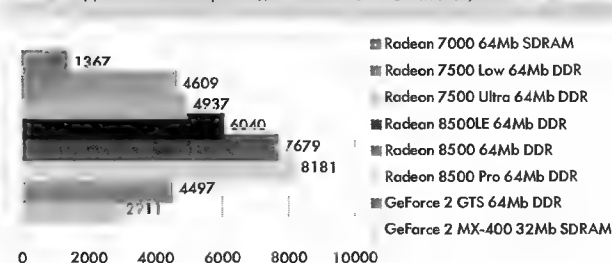 1367
4609
4937
6040
7679
8181
4497
2911
0 2000 4000 6000 8000 10000
Radeon 7000 64Mb SDRAM
Radeon 7500 Low 64Mb DDR
Radeon 7500 Ultra 64Mb DDR
Radeon 8500LE 64Mb DDR
Radeon 8500 64Mb DDR
Radeon 8500 Pro 64Mb DDR
GeForce 2 GTS 64Mb DDR
GeForce 2 MX-400 32Mb SDRAM